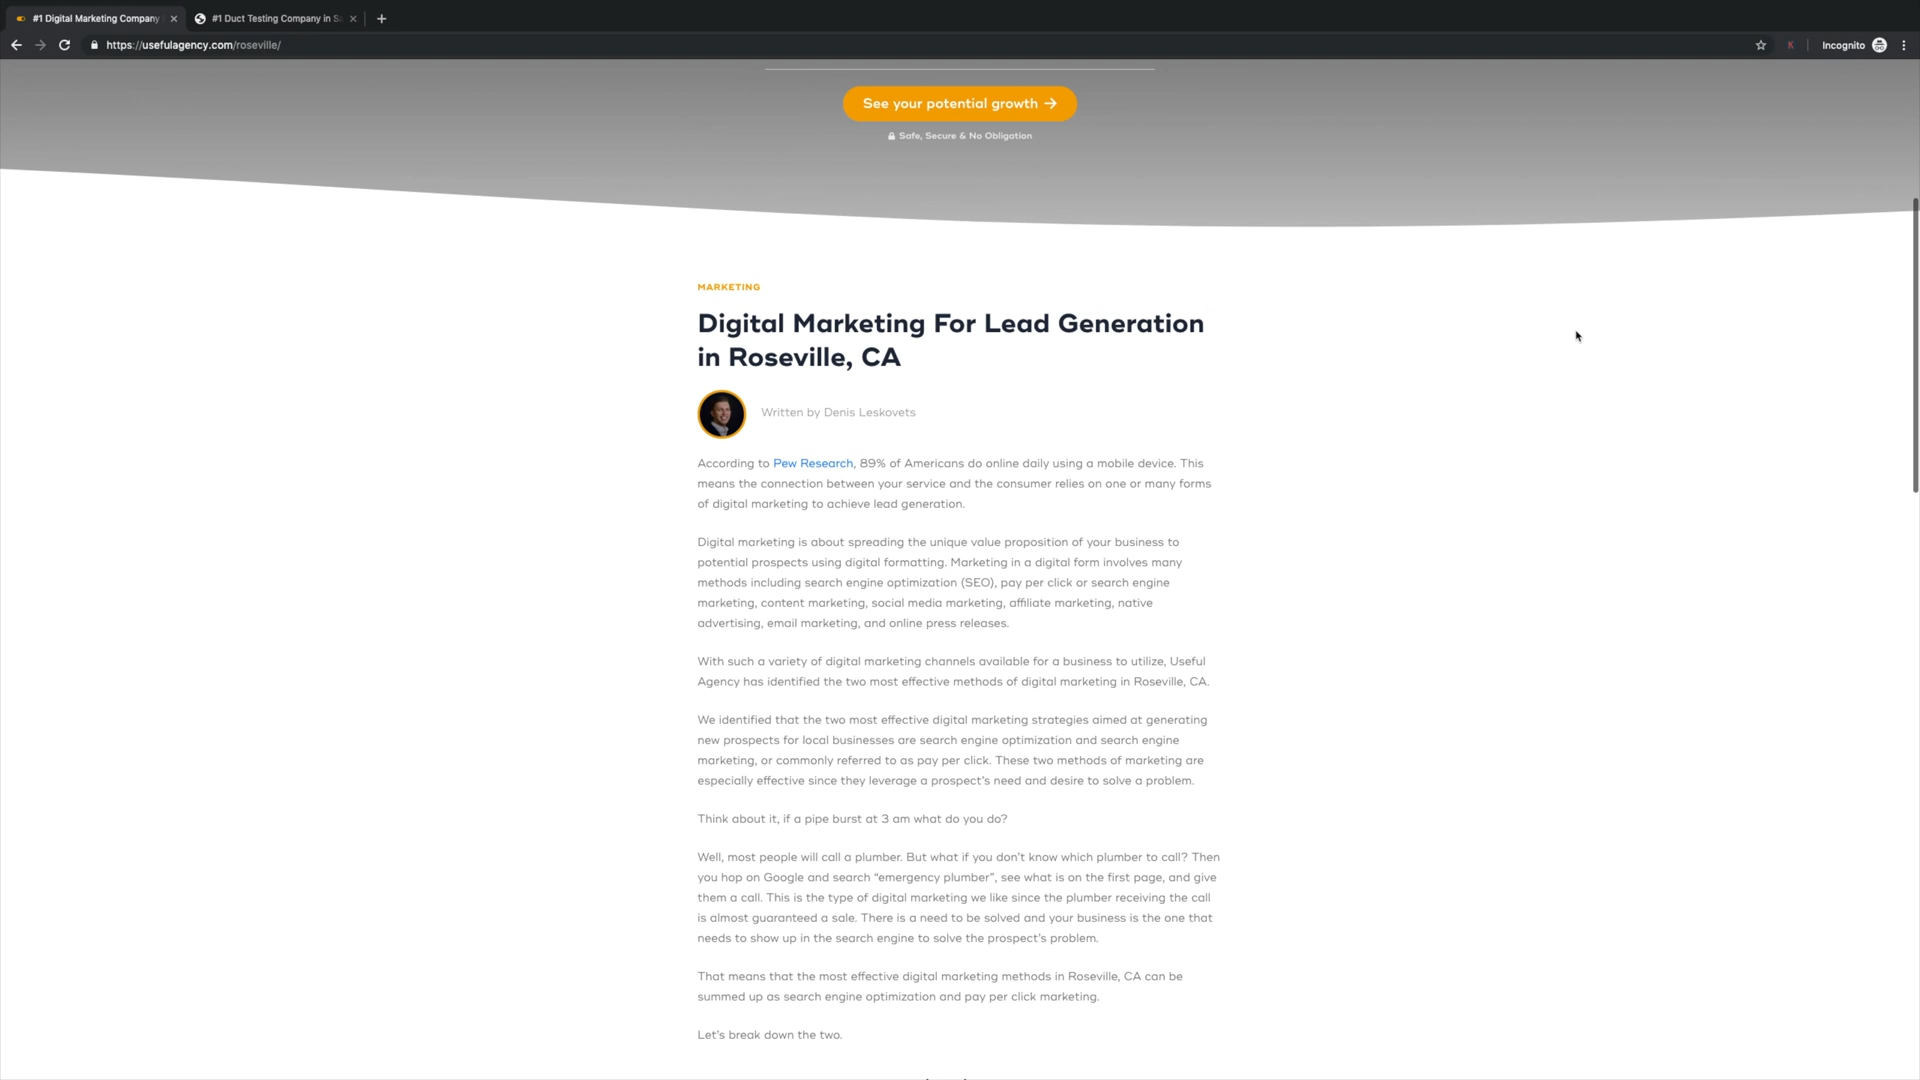 #1 Digital Marketing Company
#1 Duct Testing Company in Sa
https://usefulagency.com/roseville/
Incognito
See your potential growth →
Safe, Secure & No Obligation
MARKETING
Digital Marketing For Lead Generation
in Roseville, CA
Written by Denis Leskovets
According to Pew Research, 89% of Americans do online daily using a mobile device. This
means the connection between your service and the consumer relies on one or many forms
of digital marketing to achieve lead generation.
Digital marketing is about spreading the unique value proposition of your business to
potential prospects using digital formatting. Marketing in a digital form involves many
methods including search engine optimization (SEO), pay per click or search engine
marketing, content marketing, social media marketing, affiliate marketing, native
advertising, email marketing, and online press releases.
With such a variety of digital marketing channels available for a business to utilize, Useful
Agency has identified the two most effective methods of digital marketing in Roseville, CA.
We identified that the two most effective digital marketing strategies aimed at generating
new prospects for local businesses are search engine optimization and search engine
marketing, or commonly referred to as pay per click. These two methods of marketing are
especially effective since they leverage a prospect's need and desire to solve a problem.
Think about it, if a pipe burst at 3 am what do you do?
Well, most people will call a plumber. But what if you don't know which plumber to call? Then
you hop on Google and search “emergency plumber”, see what is on the first page, and give
them a call. This is the type of digital marketing we like since the plumber receiving the call
is almost guaranteed a sale. There is a need to be solved and your business is the one that
needs to show up in the search engine to solve the prospect's problem.
That means that the most effective digital marketing methods in Roseville, CA can be
summed up as search engine optimization and pay per click marketing.
Let's break down the two.